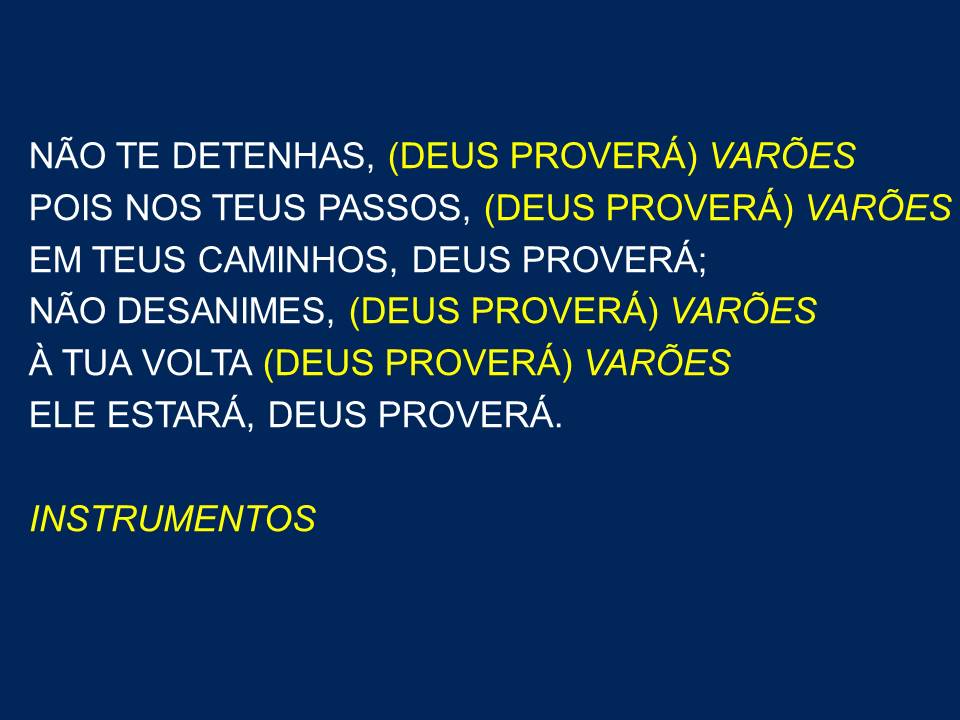 NÃO TE DETENHAS, (DEUS PROVERÁ) VARÕES
POIS NOS TEUS PASSOS, (DEUS PROVERÁ) VARÕES
EM TEUS CAMINHOS, DEUS PROVERÁ;
NÃO DESANIMES, (DEUS PROVERÁ) VARÕES
À TUA VOLTA (DEUS PROVERÁ) VARÕES
ELE ESTARÁ, DEUS PROVERÁ.
INSTRUMENTOS